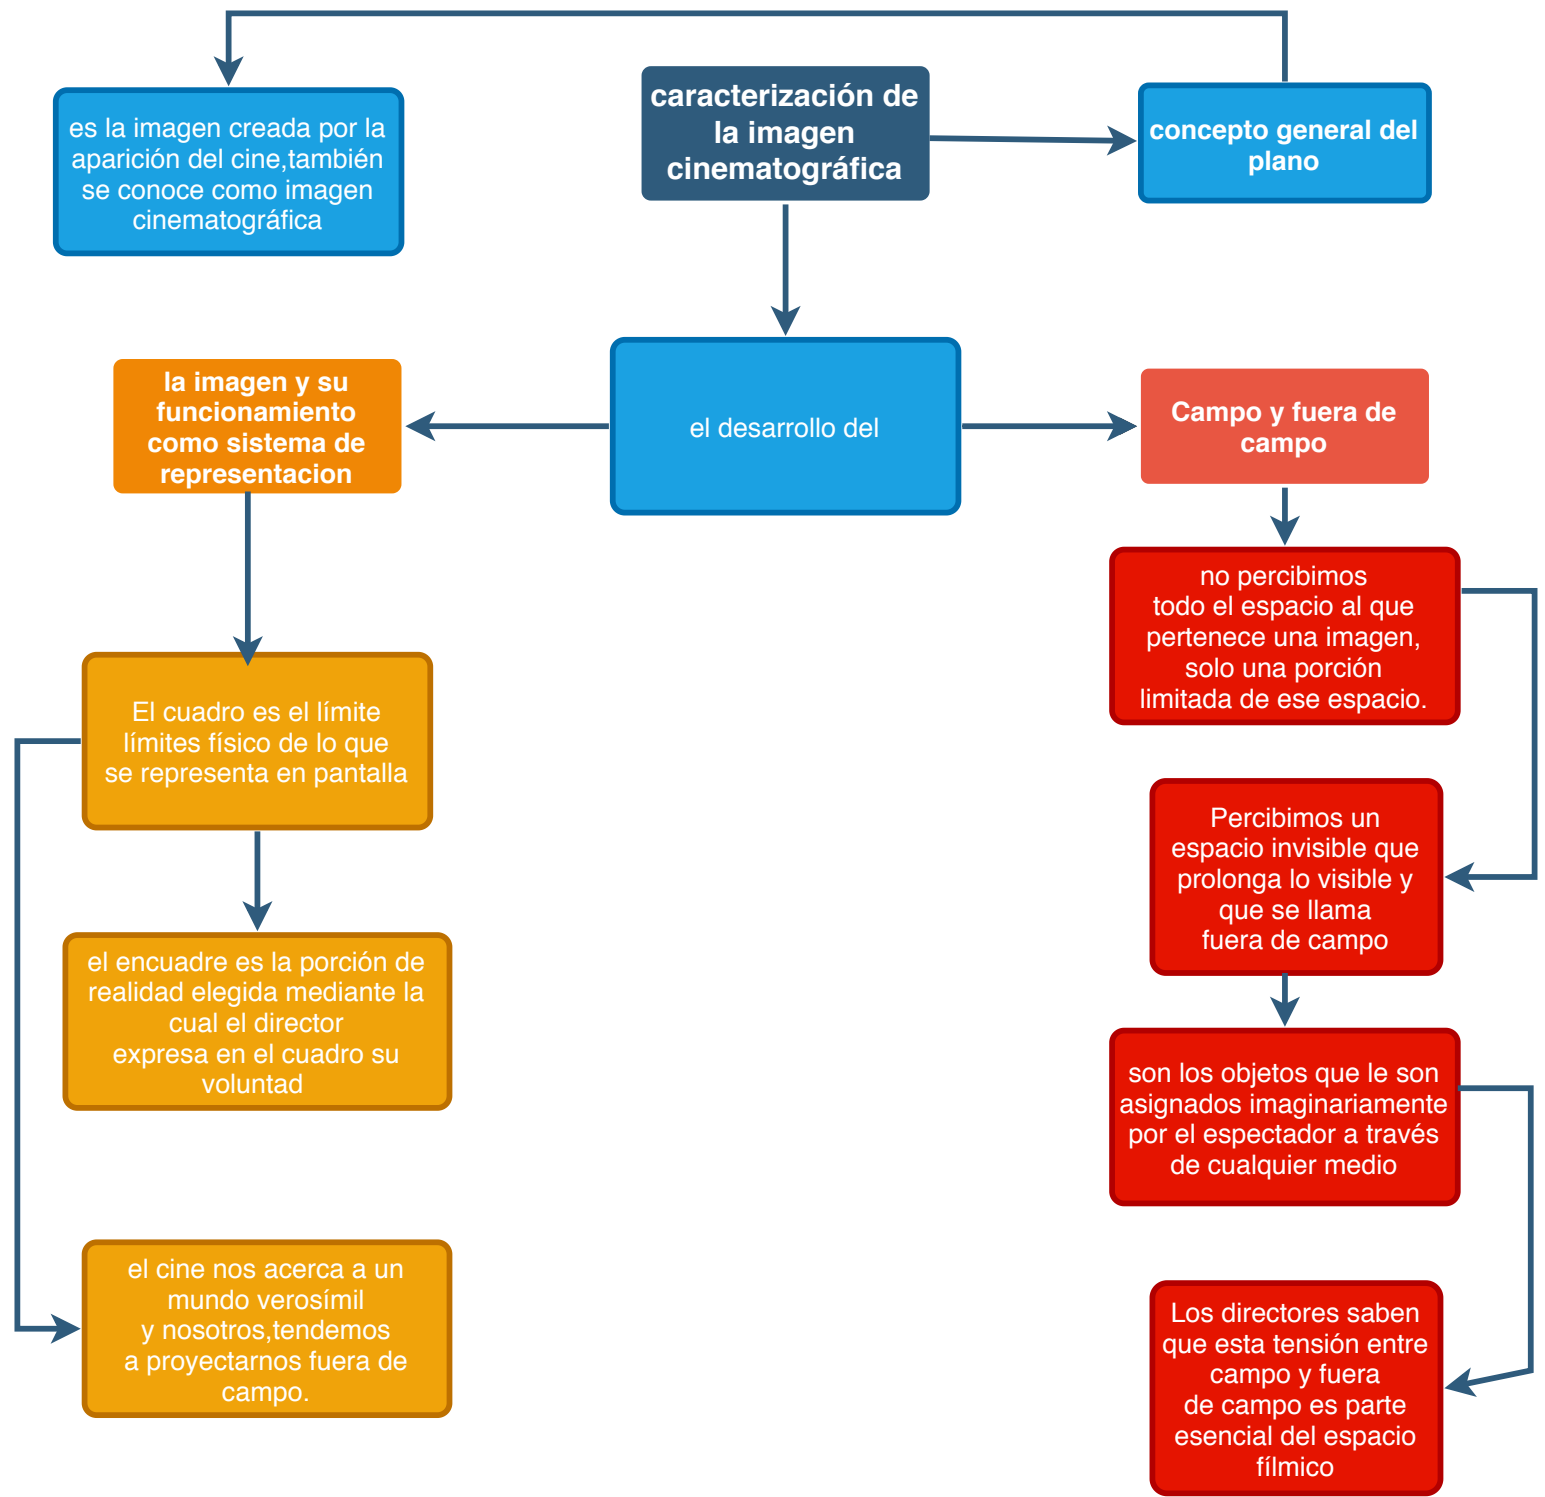 es la imagen creada por la
aparición del cine,también
se conoce como imagen
cinematográfica
caracterización de
la imagen
cinematográfica
concepto general del
plano
la imagen y su
funcionamiento
como sistema de
representacion
el desarrollo del
Campo y fuera de
campo
no percibimos
todo el espacio al que
pertenece una imagen,
solo una porción
limitada de ese espacio.
El cuadro es el límite
límites físico de lo que
se representa en pantalla
Percibimos un
espacio invisible que
prolonga lo visible y
que se llama
fuera de campo
el encuadre es la porción de
realidad elegida mediante la
cual el director
expresa en el cuadro su
voluntad
son los objetos que le son
asignados imaginariamente
por el espectador a través
de cualquier medio
el cine nos acerca a un
mundo verosímil
y nosotros,tendemos
a proyectarnos fuera de
campo.
Los directores saben
que esta tensión entre
campo y fuera
de campo es parte
esencial del espacio
fílmico